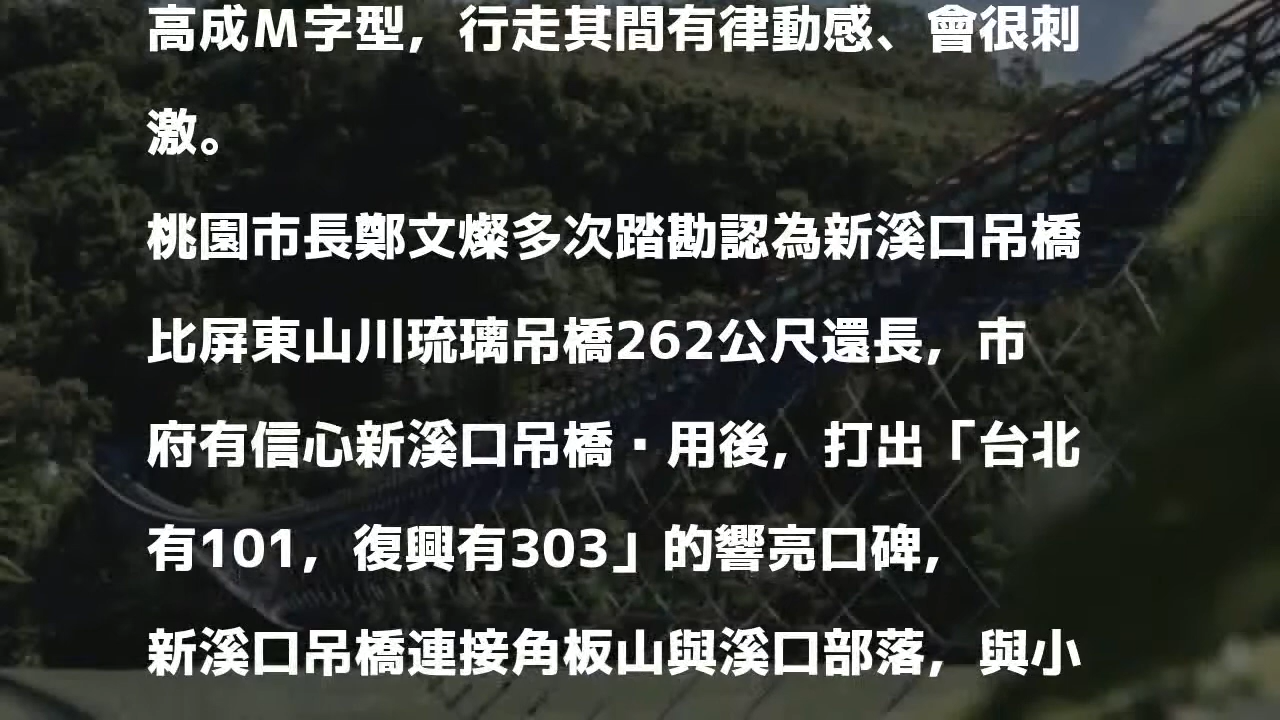 高成M字型，行走其間有律動感、會很刺
激。
桃園市長鄭文燦多次踏勘認為新溪口吊橋
比屏東山川琉璃吊橋262公尺還長，市
府有信心新溪口吊橋·用後，打出「台北
有101，復興有303」的響亮口碑，
新溪口吊橋連接角板山與溪口部落，與小